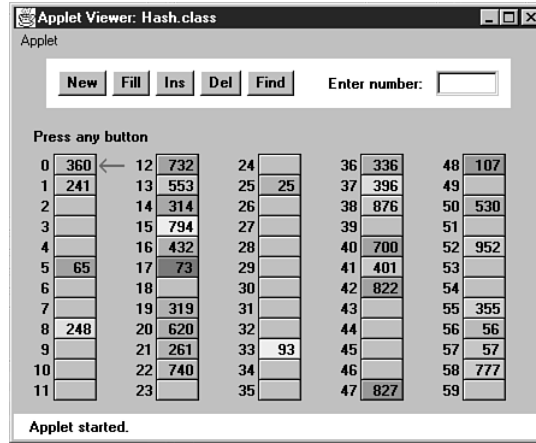 Applet Viewer: Hash.class
Applet
New Fill Ins Del Find Enter number:
Press any button
0 360 12 732 24 36 336 48 107
1 241 13 553 25 25 37 396 49
2 14 314 26 38 876 50 530
3 15 794 27 39 51
4 16 432 28 40 700 52 952
5 65 17 73 29 41 401 53
6 18 30 42 822 54
7 19 319 31 43 55 355
8 248 20 620 32 44 56 56
9 21 261 33 93 45 57 57
10 22 740 34 46 58 777
11 23 35 47 827 59
Applet started.